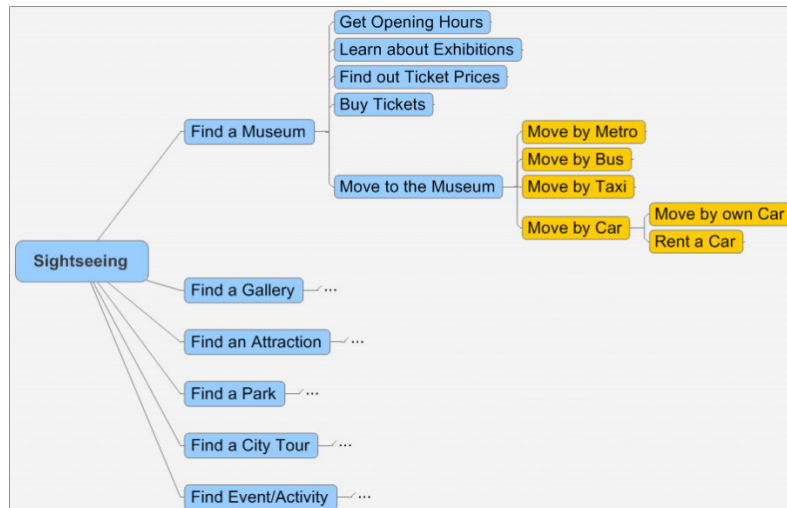 Get Opening Hours
Learn about Exhibitions
Find out Ticket Prices
Buy Tickets
Find a Museum
Move to the Museum
Move by Metro
Move by Bus
Move by Taxi
Move by Car
Move by own Car
Rent a Car
Sightseeing
Find a Gallery ...
Find an Attraction ...
Find a Park ...
Find a City Tour ...
Find Event/Activity ...